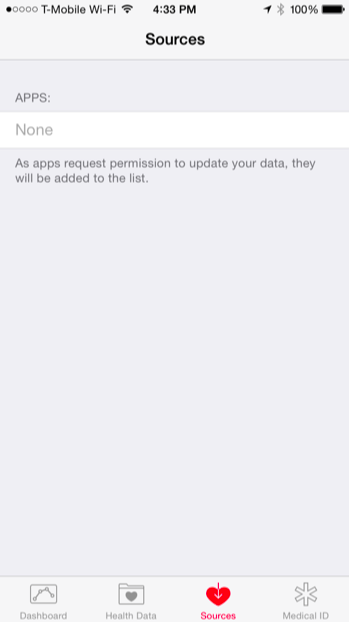 T-Mobile Wi-Fi 4:33 PM 100%
Sources
APPS:
None
As apps request permission to update your data, they
will be added to the list.
Dashboard Health Data Sources Medical ID